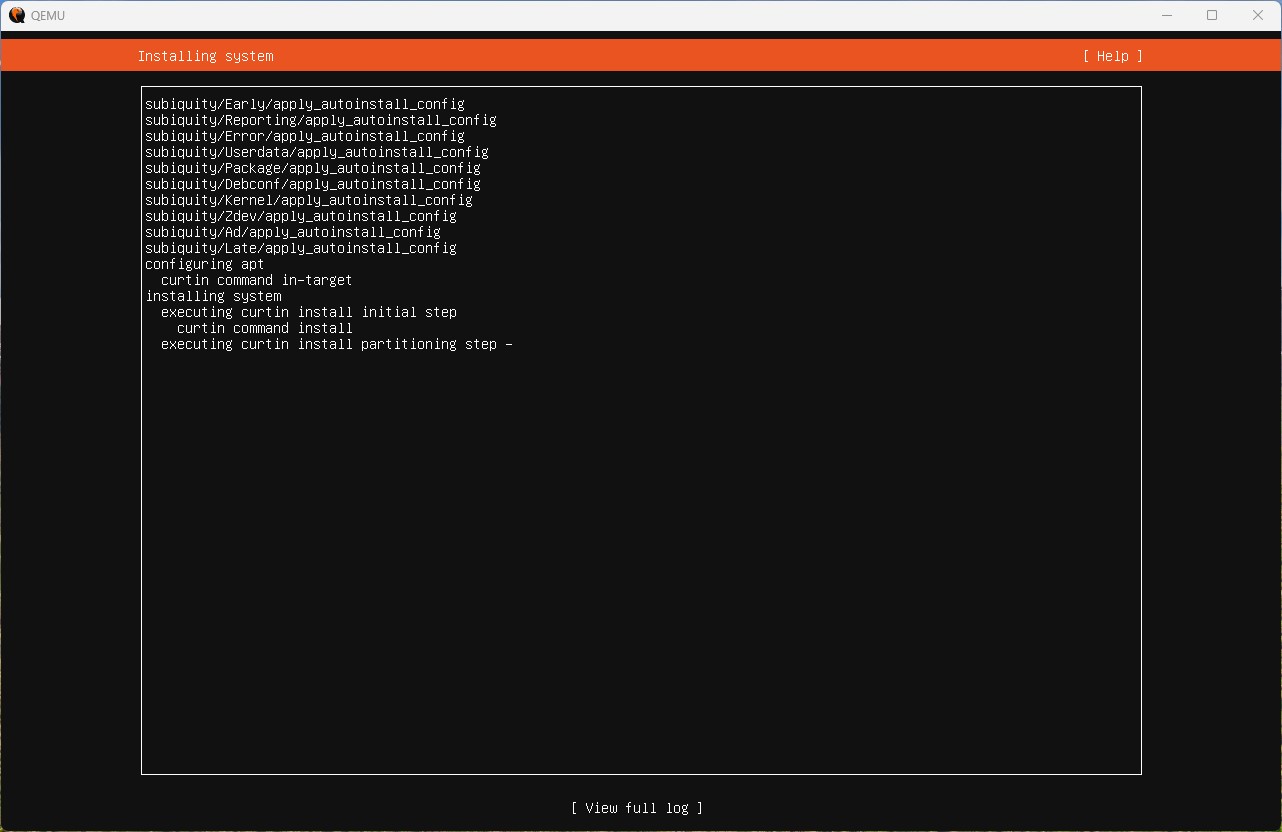 QEMU
Installing system [ Help ]
subiquity/Early/apply_autoinstall_config
subiquity/Reporting/apply_autoinstall_config
subiquity/Error/apply_autoinstall_config
subiquity/Userdata/apply_autoinstall_config
subiquity/Package/apply_autoinstall_config
subiquity/Debconf/apply_autoinstall_config
subiquity/Kernel/apply_autoinstall_config
subiquity/Zdev/apply_autoinstall_config
subiquity/Ad/apply_autoinstall_config
subiquity/Late/apply_autoinstall_config
configuring apt
  curtin command in-target
installing system
  executing curtin install initial step
    curtin command install
  executing curtin install partitioning step -
[ View full log ]